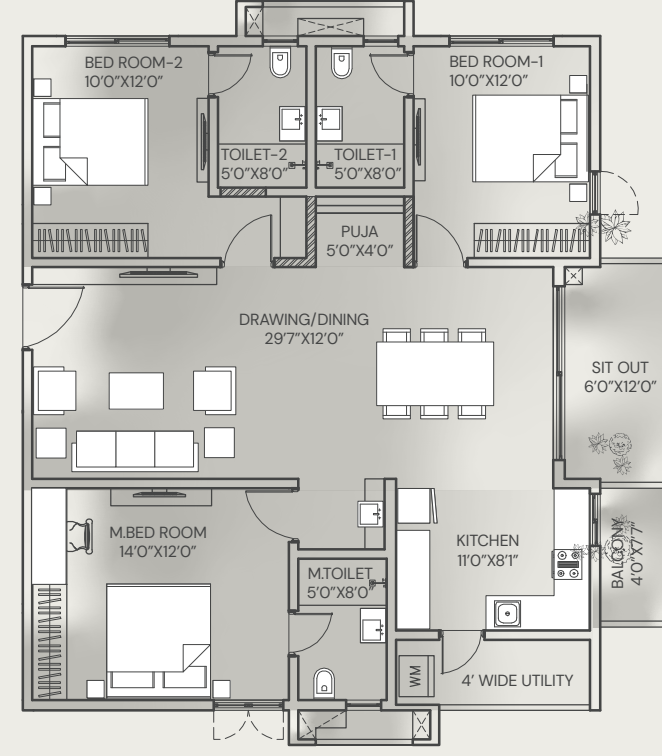 BED ROOM-2
10'0"X12'0"
BED ROOM-1
10'0"X12'0"
TOILET-2
5'0"X8'0"
TOILET-1
5'0"X8'0"
PUJA
5'0"X4'0"
DRAWING/DINING
29'7"X12'0"
SIT OUT
6'0"X12'0"
M.BED ROOM
14'0"X12'0"
KITCHEN
11'0"X8'1"
BALCONY
4'0"X7'7"
M.TOILET
5'0"X8'0"
WM
4' WIDE UTILITY